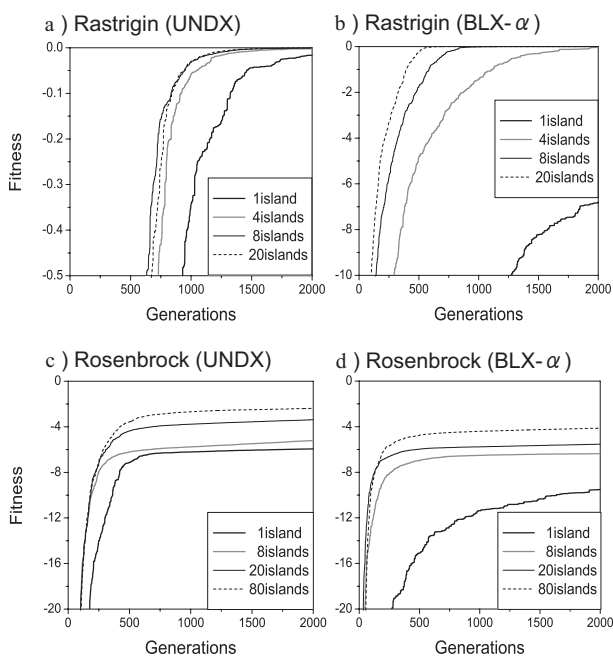 a ) Rastrigin (UNDX)
0.0
-0.1
-0.2
-0.3
-0.4
-0.5
Fitness
0
500
1000
1500
2000
Generations
1island
4islands
8islands
20islands
b ) Rastrigin (BLX-α)
0
-2
-4
-6
-8
-10
0
500
1000
1500
2000
Generations
1island
4islands
8islands
20islands
c ) Rosenbrock (UNDX)
0
-4
-8
-12
-16
-20
Fitness
0
500
1000
1500
2000
Generations
1island
8islands
20islands
80islands
d ) Rosenbrock (BLX-α)
0
-4
-8
-12
-16
-20
0
500
1000
1500
2000
Generations
1island
8islands
20islands
80islands